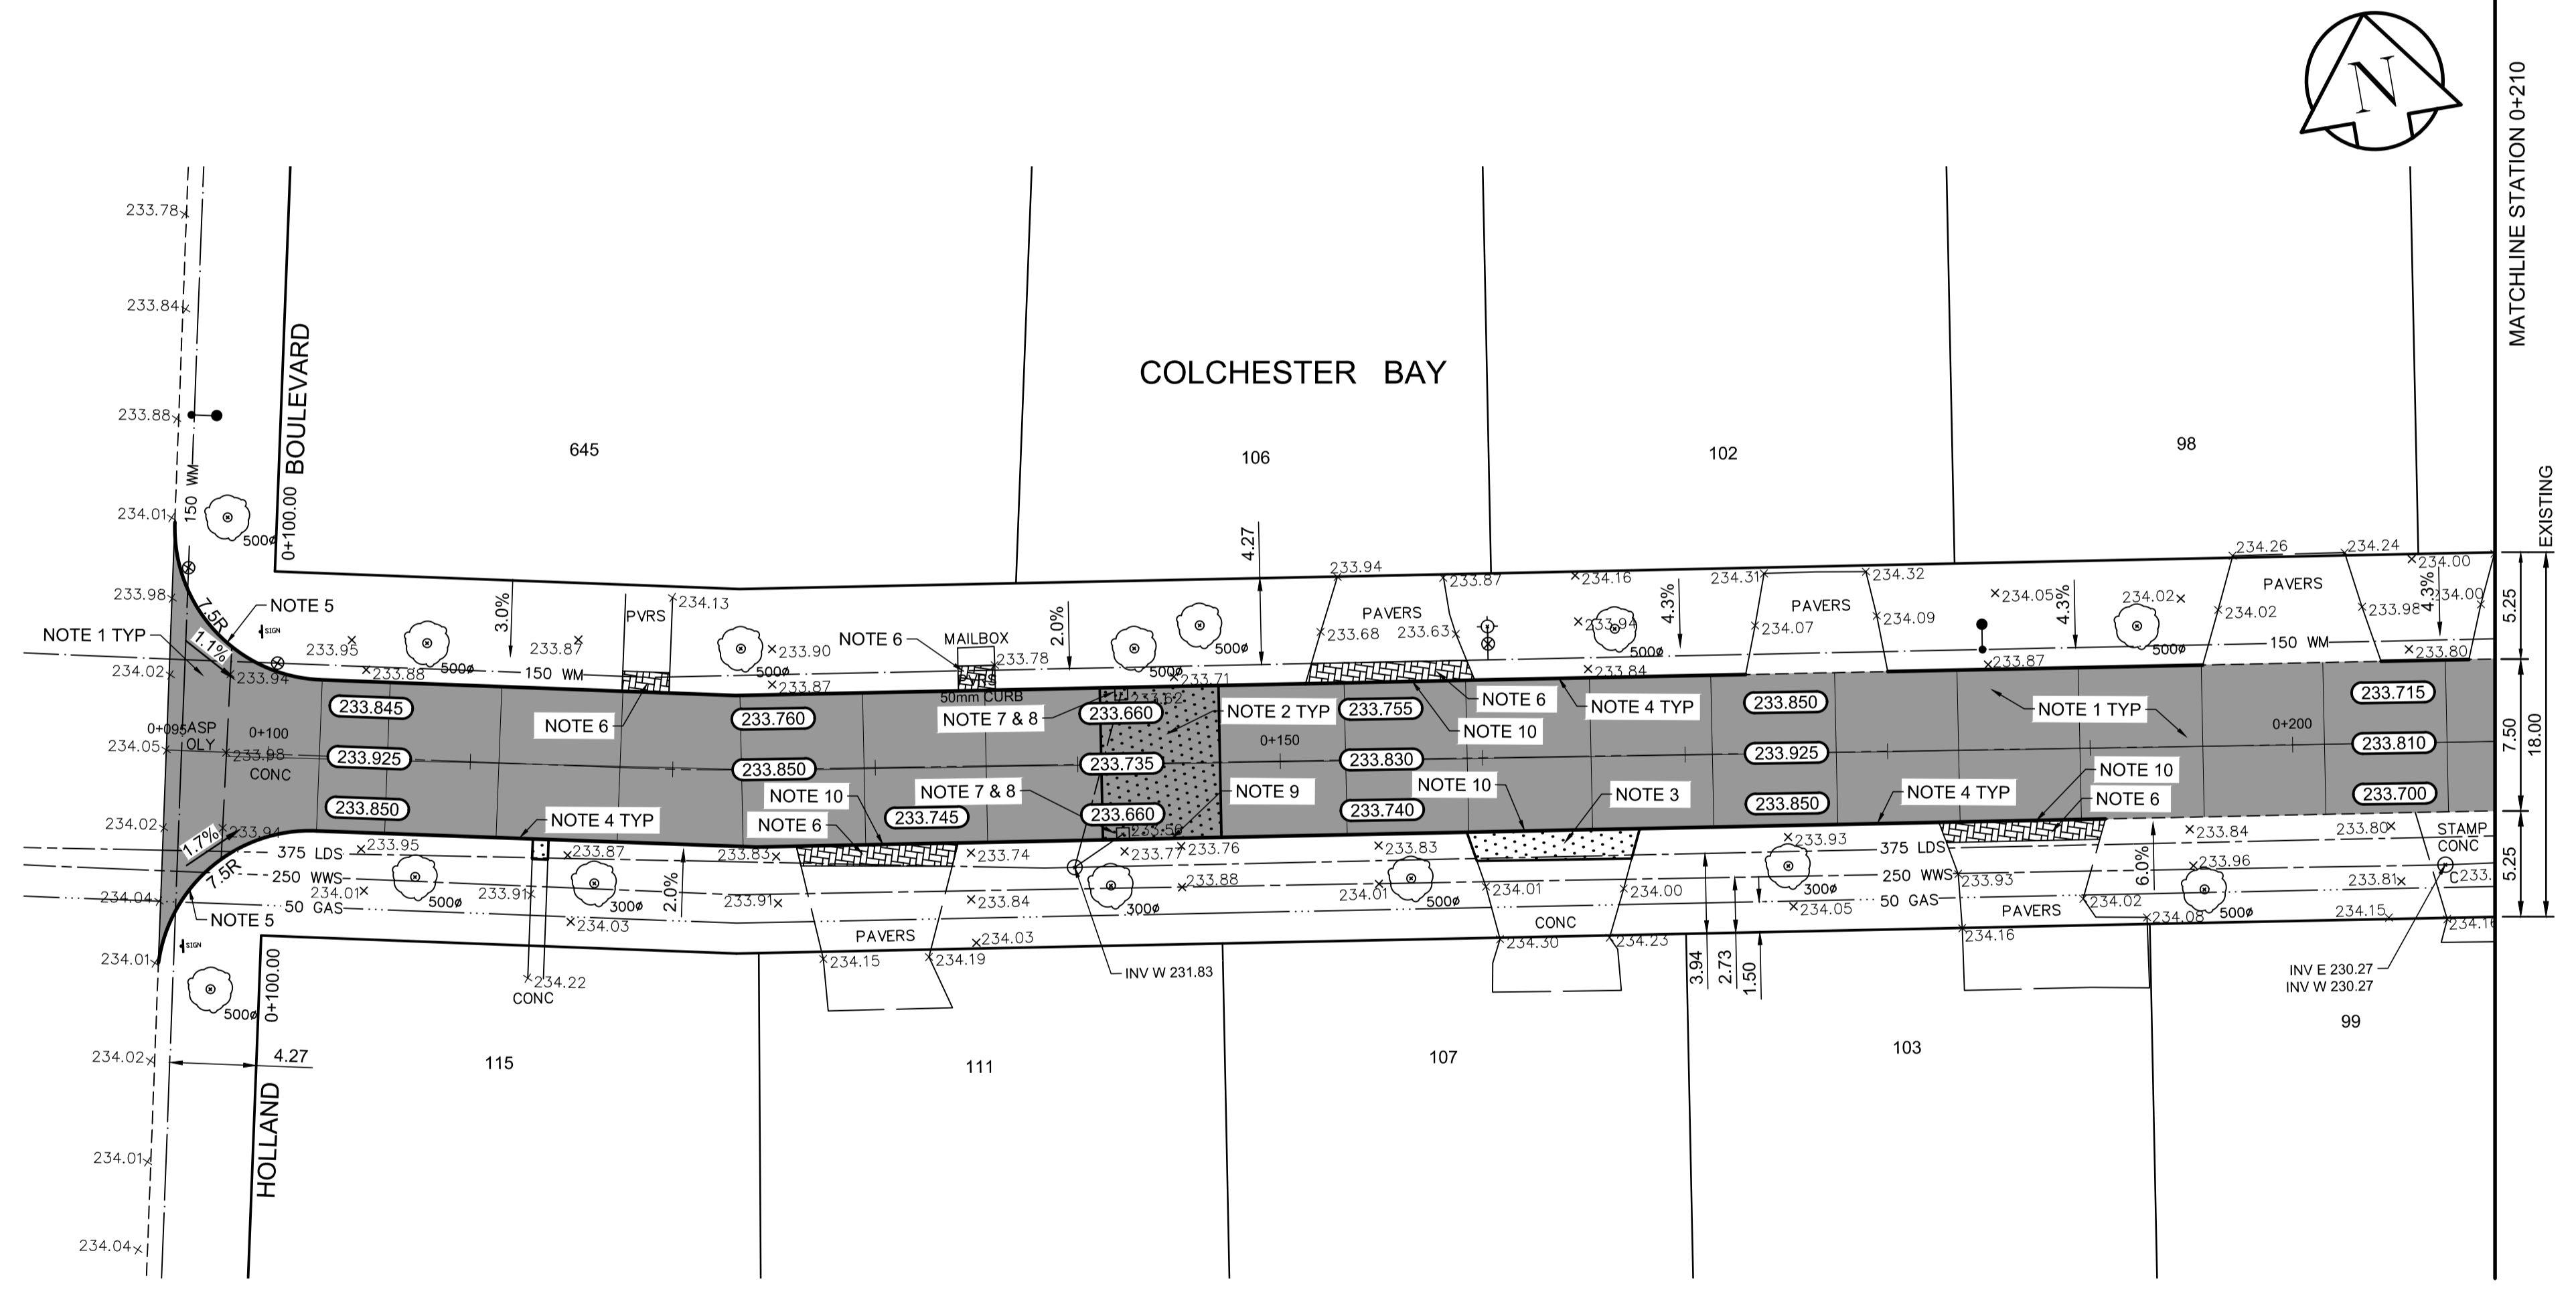 N
MATCHLINE STATION 0+210
233.78
233.84
233.88
150 WM
234.01
500ø
HOLLAND BOULEVARD
0+100.00
COLCHESTER BAY
645
106
102
98
EXISTING
4.27
234.26
234.24
234.00
233.94
233.87
234.16
234.31
234.32
PAVERS
4.3%
5.25
233.98
7.5R
NOTE 5
SIGN
3.0%
PVRS
234.13
2.0%
PAVERS
4.3%
PAVERS
234.05
4.3%
234.02
234.02
233.98
234.00
NOTE 1 TYP
1.1%
233.95
500ø
233.87
233.90
NOTE 6
MAILBOX
500ø
233.68
233.63
233.94
234.07
234.09
150 WM
234.02
233.94
233.88
150 WM
500ø
233.87
PVRS
233.78
500ø
233.71
233.84
500ø
233.87
500ø
233.80
50mm CURB
233.62
233.845
233.760
NOTE 6
NOTE 7 & 8
233.660
NOTE 2 TYP
233.755
NOTE 6
NOTE 10
NOTE 4 TYP
233.850
NOTE 1 TYP
233.715
0+095
ASP
OLY
0+100
0+150
0+200
7.50
18.00
234.05
233.98
CONC
233.925
233.850
233.735
233.830
233.925
233.810
233.850
NOTE 10
NOTE 7 & 8
NOTE 9
NOTE 10
NOTE 3
NOTE 10
233.745
233.660
233.740
233.850
NOTE 4 TYP
NOTE 6
233.700
234.02
233.94
NOTE 4 TYP
NOTE 6
233.56
1.7%
7.5R
375 LDS
233.95
233.87
233.83
233.74
233.77
233.76
233.83
233.93
375 LDS
233.84
233.80
STAMP
CONC
250 WWS
234.01
500ø
233.91
300ø
2.0%
233.91
233.84
300ø
233.88
234.01
500ø
234.01
234.00
300ø
250 WWS
233.93
6.0%
233.96
233.81
C233.
5.25
234.04
50 GAS
NOTE 5
234.03
PAVERS
234.03
CONC
234.05
50 GAS
PAVERS
234.02
234.08
500ø
234.15
234.16
SIGN
234.01
234.15
234.19
234.30
234.23
234.16
500ø
0+100.00
234.22
CONC
INV W 231.83
3.94
2.73
1.50
INV E 230.27
INV W 230.27
99
234.02
4.27
115
111
107
103
234.01
234.04